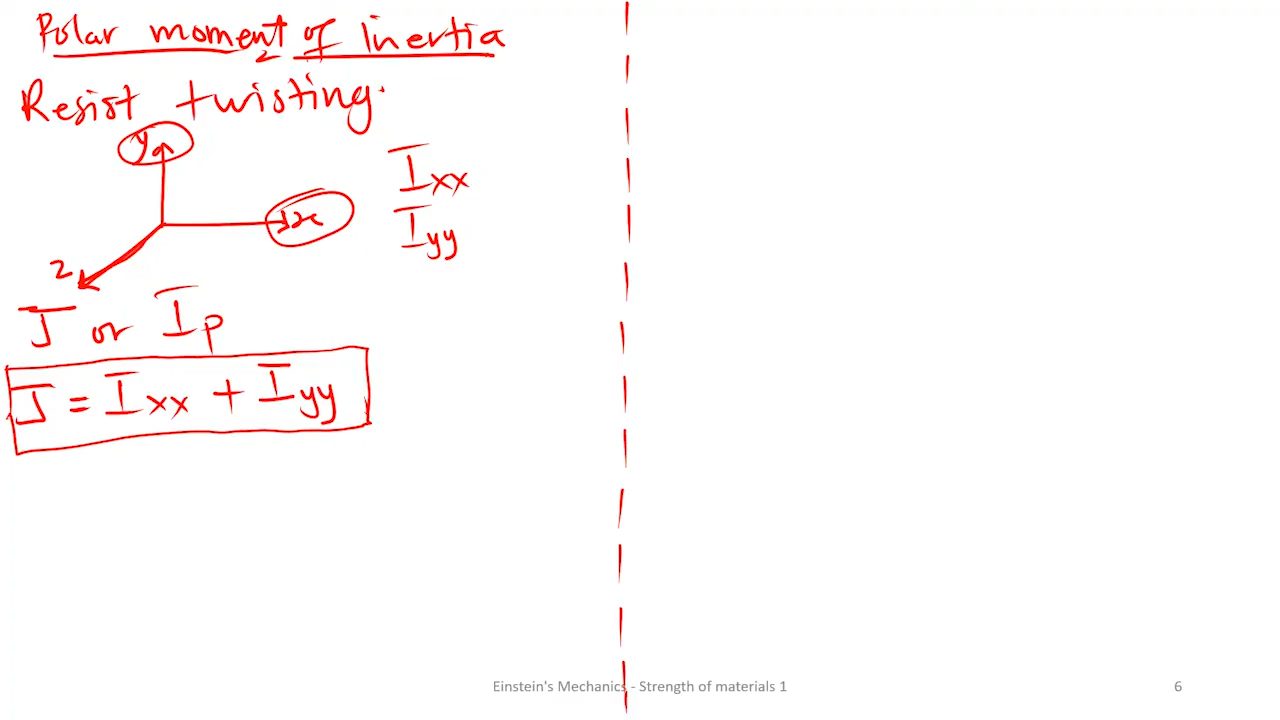 Polar moment of Inertia
Resist twisting.
y
x
z
Ixx
Iyy
J or Ip
J = Ixx + Iyy
Einstein's Mechanics - Strength of materials 1
6